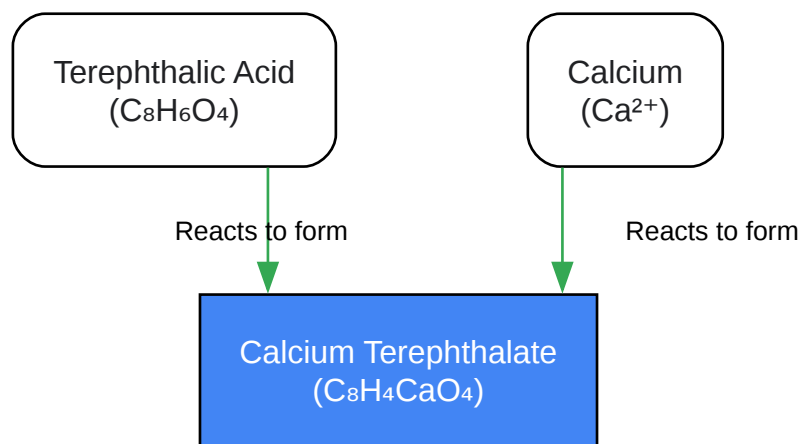 Terephthalic Acid
(C₈H₆O₄)
Calcium
(Ca²⁺)
Reacts to form
Reacts to form
Calcium Terephthalate
(C₈H₄CaO₄)